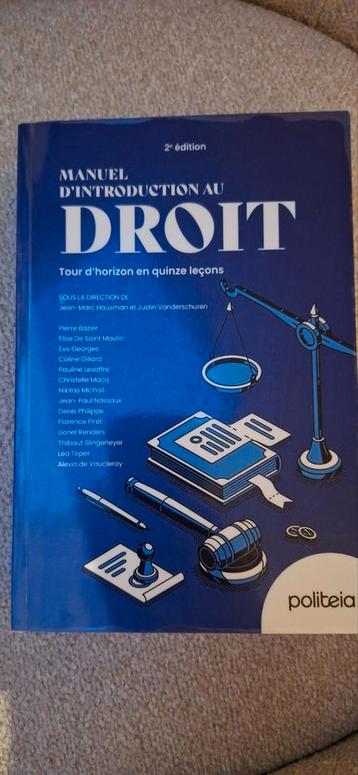 2e édition
MANUEL
D'INTRODUCTION AU
DROIT
Tour d'horizon en quinze leçons
SOUS LA DIRECTION DE
Jean-Marc Hausman et Justin Vanderschuren
Pierre Bazier
Elise De Saint Moulin
Eve Georges
Coline Gillard
Pauline Lesaffre
Christelle Macq
Nikitas Michail
Jean-Paul Nassaux
Denis Philippe
Florence Piret
Lionel Renders
Thibaut Slingeneyer
Léa Teper
Alexia de Vaucleroy
politeia